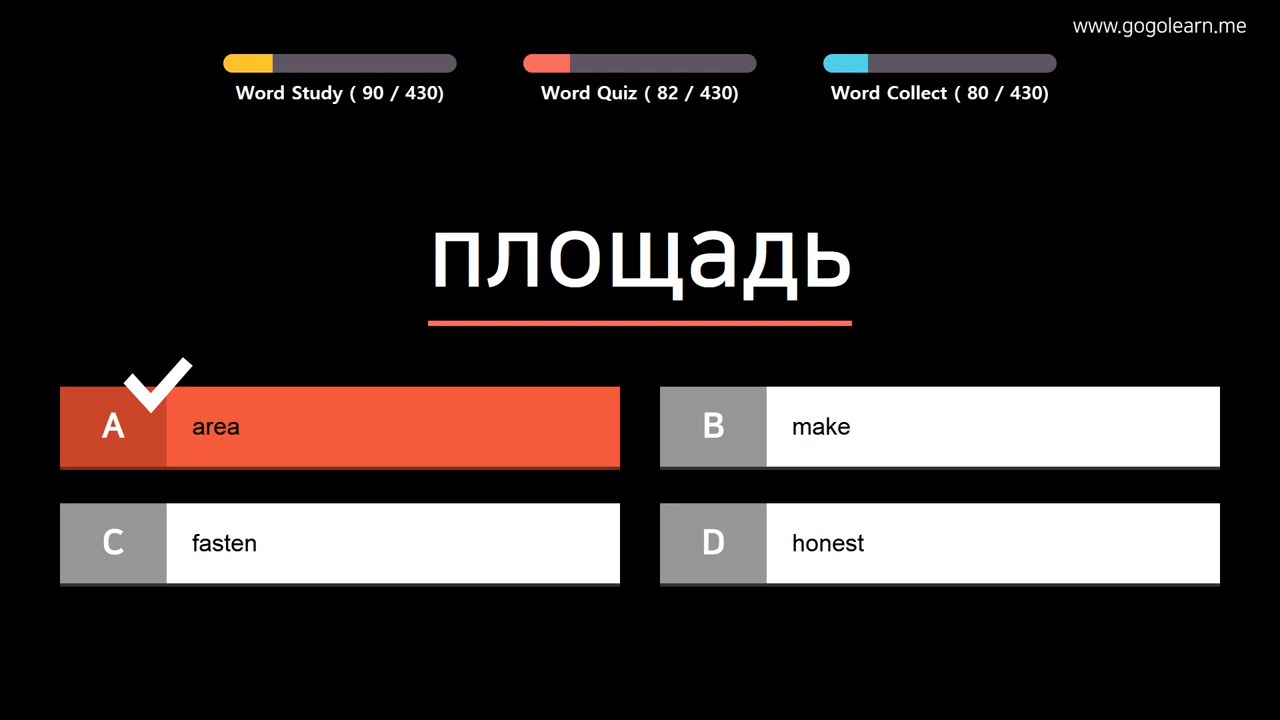 www.gogolearn.me
Word Study ( 90 / 430)
Word Quiz ( 82 / 430)
Word Collect ( 80 / 430)
площадь
A area
B make
C fasten
D honest